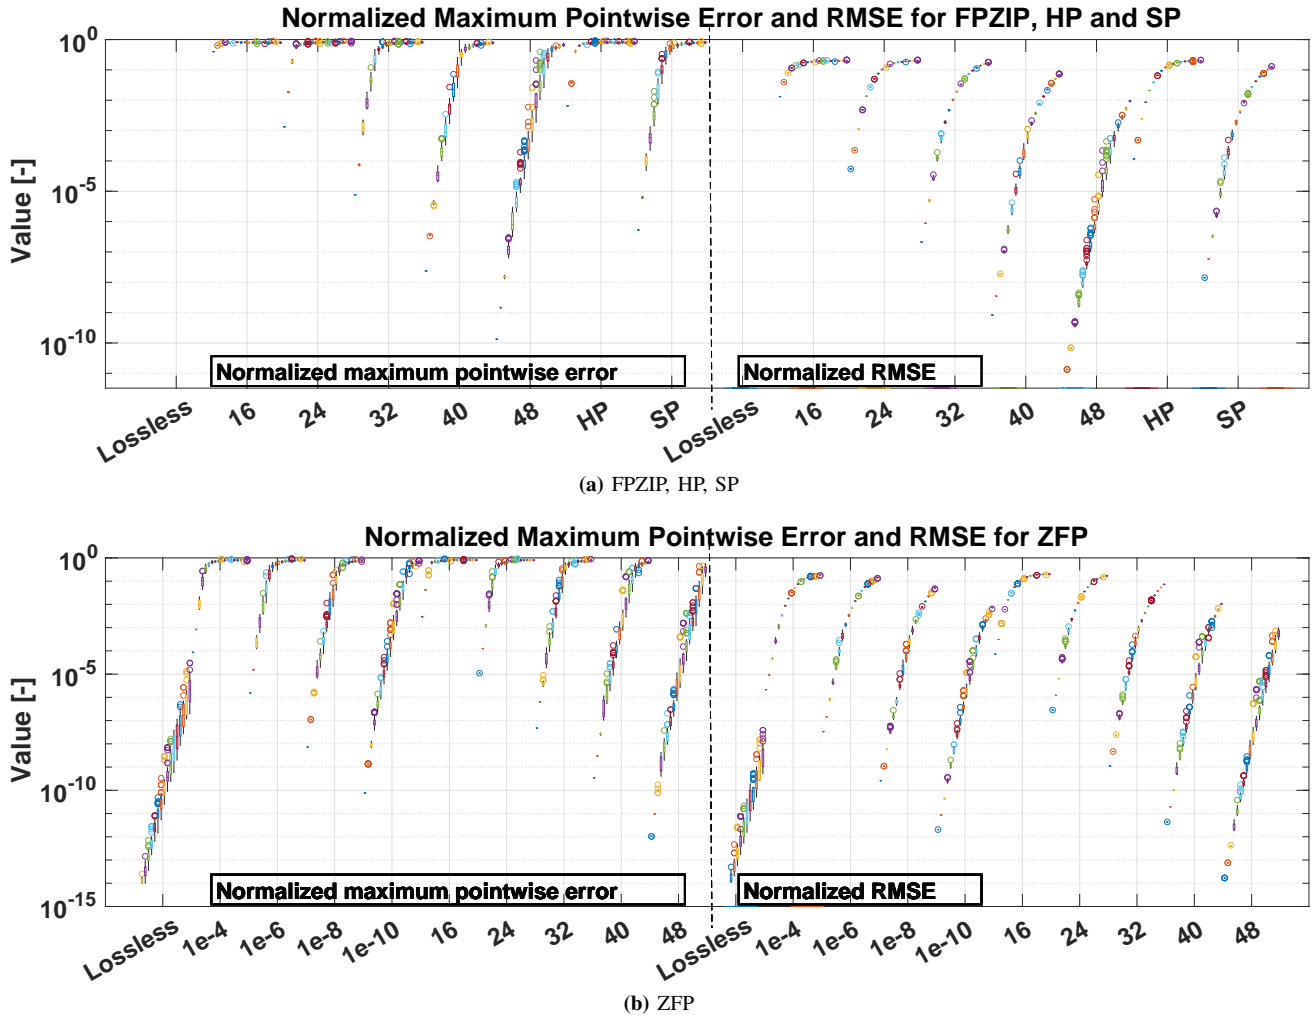 Normalized Maximum Pointwise Error and RMSE for FPZIP, HP and SP
Value [-]
10^0
10^-5
10^-10
Normalized maximum pointwise error
Normalized RMSE
Lossless 16 24 32 40 48 HP SP Lossless 16 24 32 40 48 HP SP
(a) FPZIP, HP, SP
Normalized Maximum Pointwise Error and RMSE for ZFP
Value [-]
10^0
10^-5
10^-10
10^-15
Normalized maximum pointwise error
Normalized RMSE
Lossless 1e-4 1e-6 1e-8 1e-10 16 24 32 40 48 Lossless 1e-4 1e-6 1e-8 1e-10 16 24 32 40 48
(b) ZFP